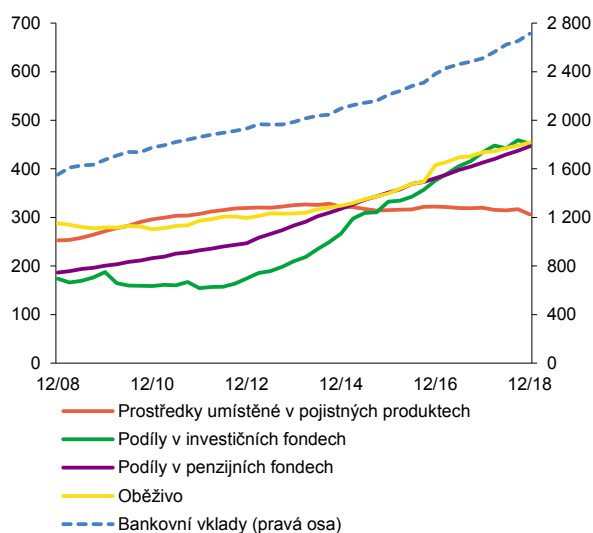 700
600
500
400
300
200
100
0
2 800
2 400
2 000
1 600
1 200
800
400
0
12/08 12/10 12/12 12/14 12/16 12/18
Prostředky umístěné v pojistných produktech
Podíly v investičních fondech
Podíly v penzijních fondech
Oběživo
Bankovní vklady (pravá osa)